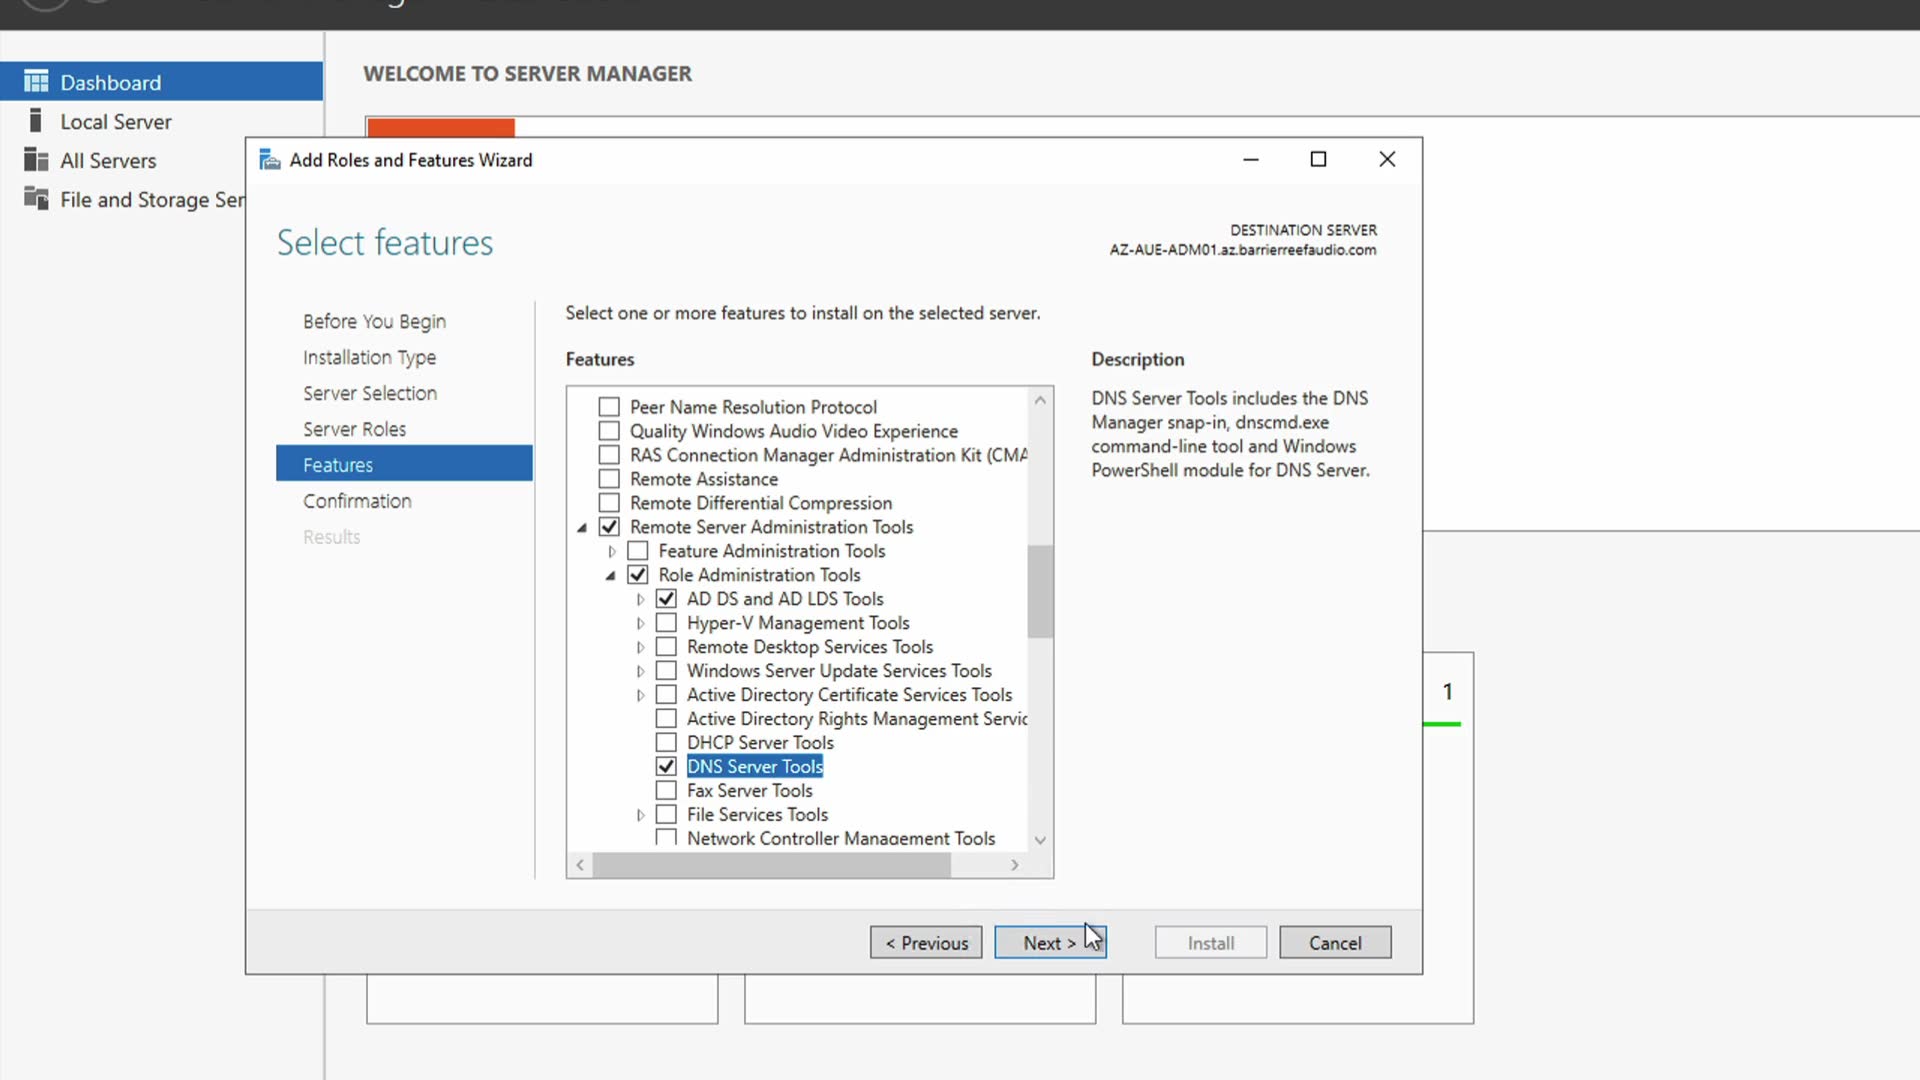 Dashboard
Local Server
All Servers
File and Storage Ser
WELCOME TO SERVER MANAGER
Add Roles and Features Wizard
Select features
DESTINATION SERVER
AZ-AUE-ADM01.az.barrierreefaudio.com
Before You Begin
Installation Type
Server Selection
Server Roles
Features
Confirmation
Results
Select one or more features to install on the selected server.
Features
Peer Name Resolution Protocol
Quality Windows Audio Video Experience
RAS Connection Manager Administration Kit (CMA
Remote Assistance
Remote Differential Compression
Remote Server Administration Tools
Feature Administration Tools
Role Administration Tools
AD DS and AD LDS Tools
Hyper-V Management Tools
Remote Desktop Services Tools
Windows Server Update Services Tools
Active Directory Certificate Services Tools
Active Directory Rights Management Servic
DHCP Server Tools
DNS Server Tools
Fax Server Tools
File Services Tools
Network Controller Management Tools
Description
DNS Server Tools includes the DNS
Manager snap-in, dnscmd.exe
command-line tool and Windows
PowerShell module for DNS Server.
1
< Previous
Next >
Install
Cancel